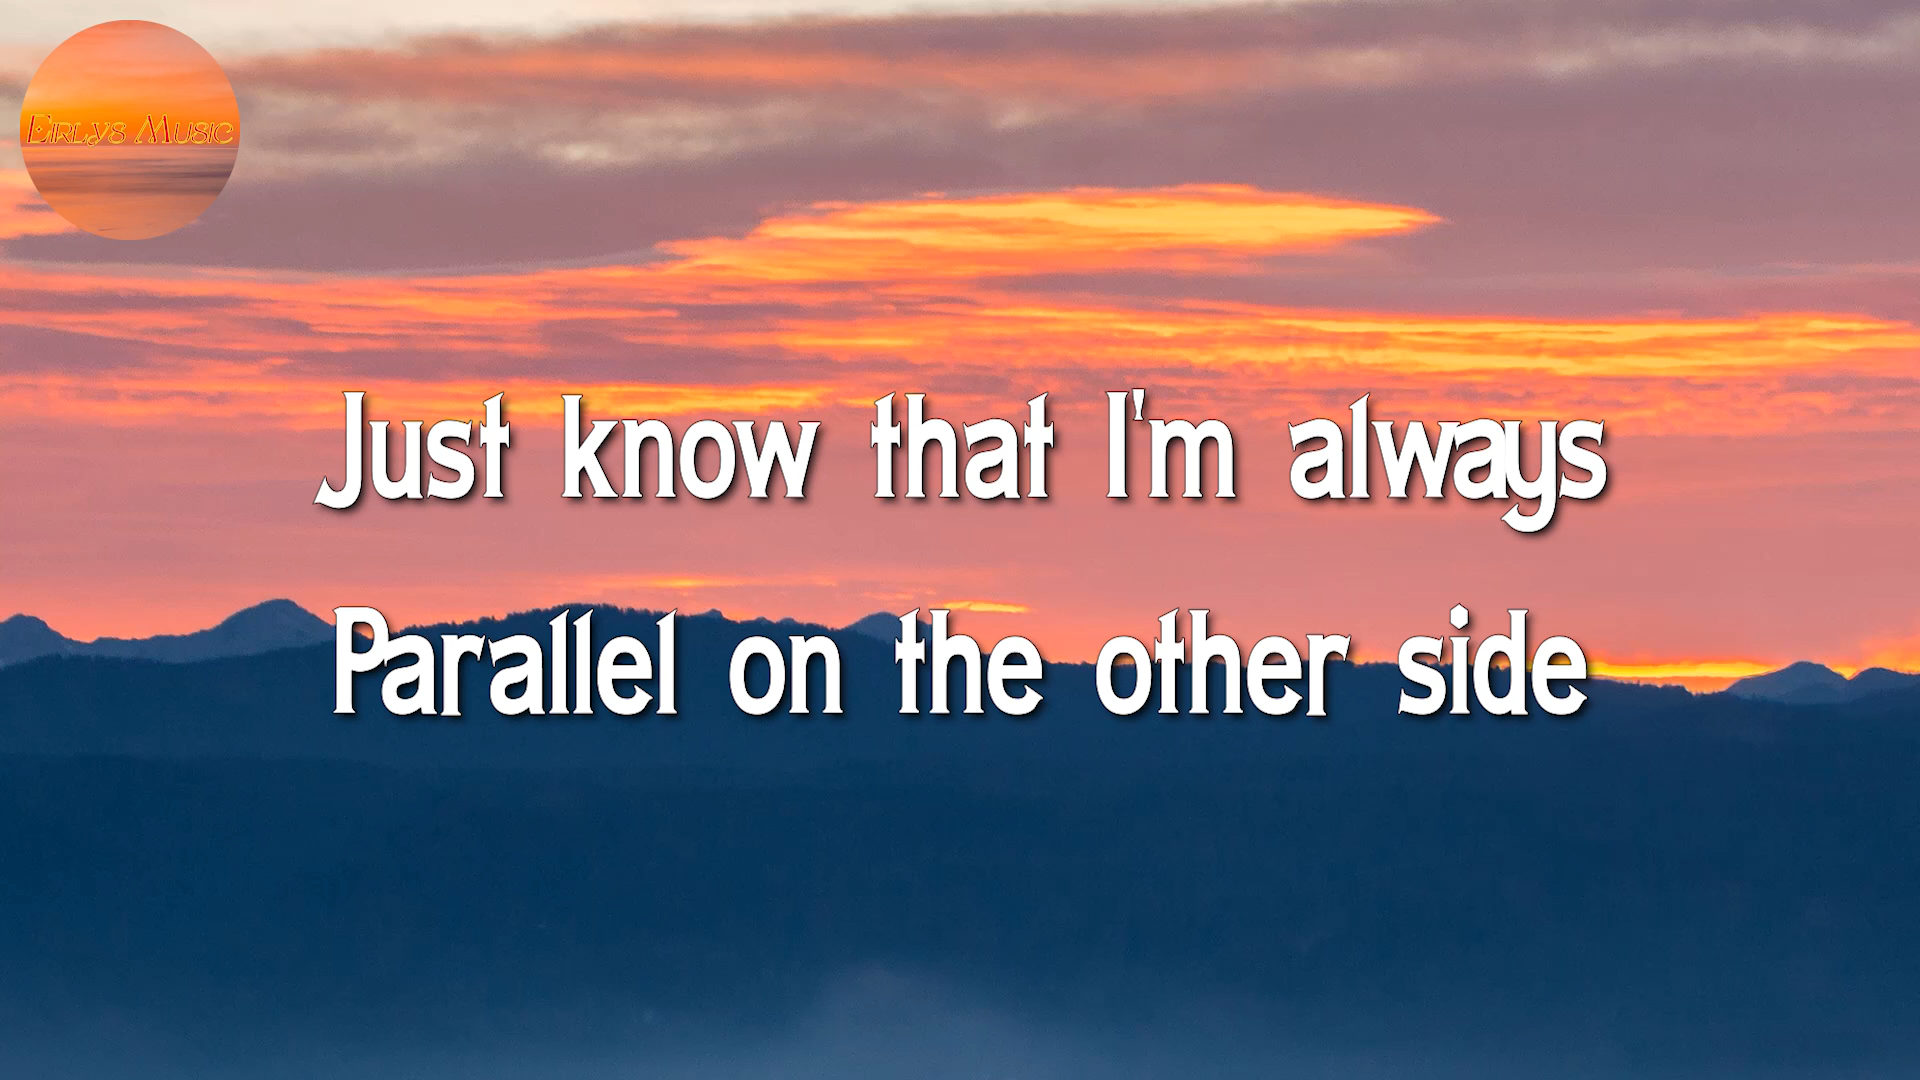 Eirlys Music
Just know that I'm always
Parallel on the other side